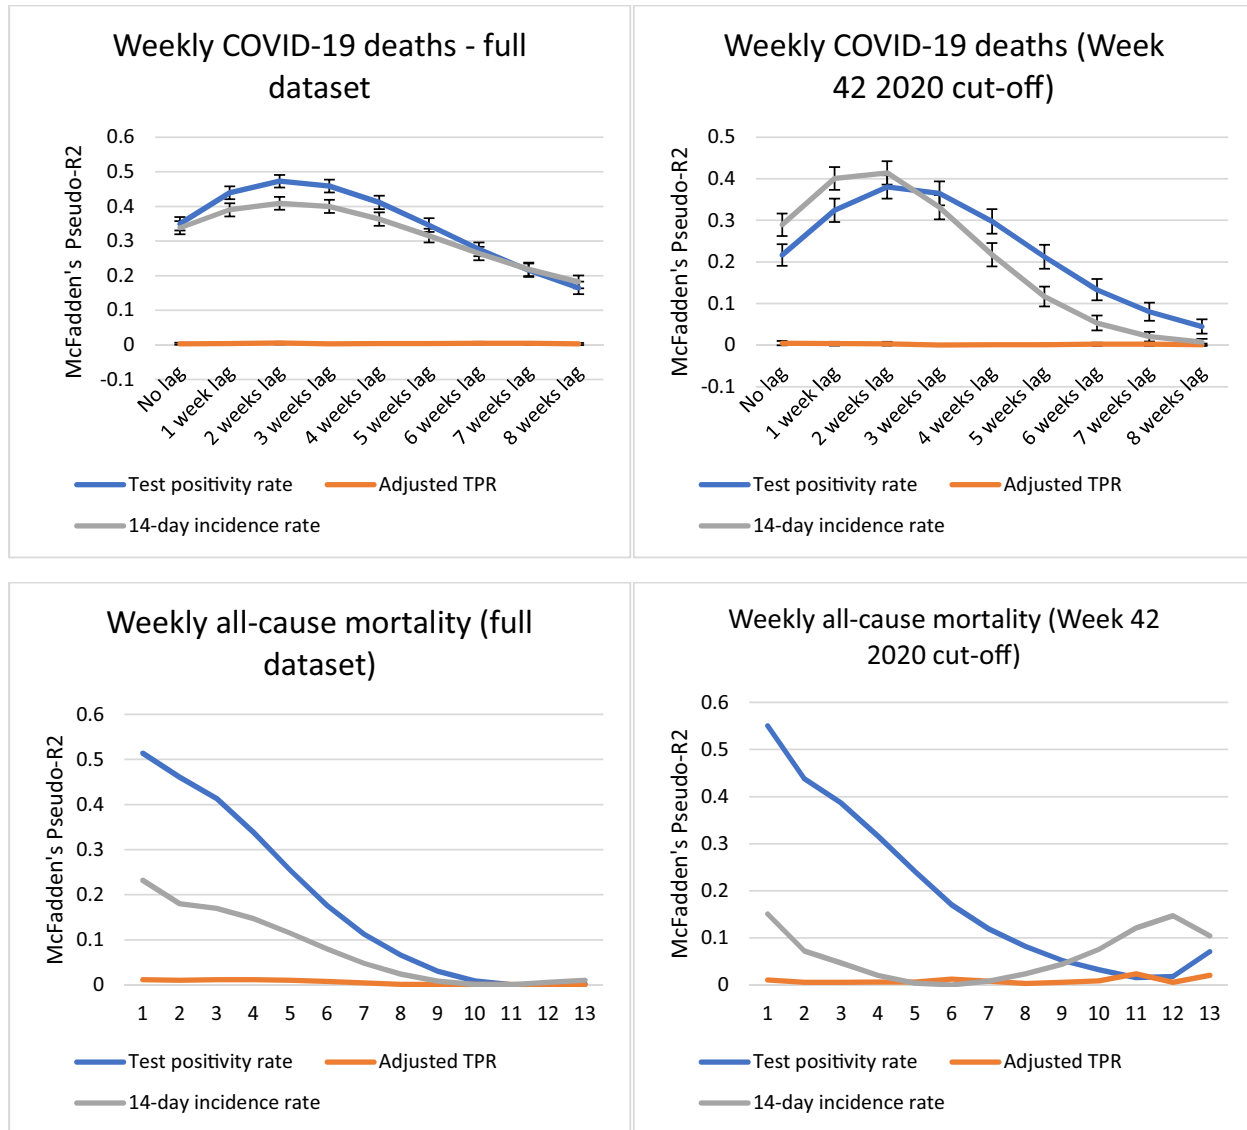 Weekly COVID-19 deaths - full
dataset
McFadden's Pseudo-R2
0.6
0.5
0.4
0.3
0.2
0.1
0
-0.1
No lag
1 week lag
2 weeks lag
3 weeks lag
4 weeks lag
5 weeks lag
6 weeks lag
7 weeks lag
8 weeks lag
Test positivity rate
Adjusted TPR
14-day incidence rate
Weekly COVID-19 deaths (Week
42 2020 cut-off)
McFadden's Pseudo-R2
0.5
0.4
0.3
0.2
0.1
0
-0.1
No lag
1 week lag
2 weeks lag
3 weeks lag
4 weeks lag
5 weeks lag
6 weeks lag
7 weeks lag
8 weeks lag
Test positivity rate
Adjusted TPR
14-day incidence rate
Weekly all-cause mortality (full
dataset)
McFadden's Pseudo-R2
0.6
0.5
0.4
0.3
0.2
0.1
0
1 2 3 4 5 6 7 8 9 10 11 12 13
Test positivity rate
Adjusted TPR
14-day incidence rate
Weekly all-cause mortality (Week 42
2020 cut-off)
McFadden's Pseudo-R2
0.6
0.5
0.4
0.3
0.2
0.1
0
1 2 3 4 5 6 7 8 9 10 11 12 13
Test positivity rate
Adjusted TPR
14-day incidence rate